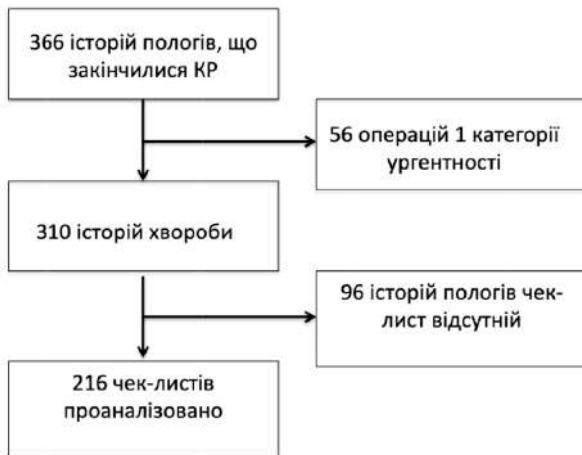 366 історій пологів, що
закінчилися КР
56 операцій 1 категорії
ургентності
310 історій хвороби
96 історій пологів чек-
лист відсутній
216 чек-листів
проаналізовано